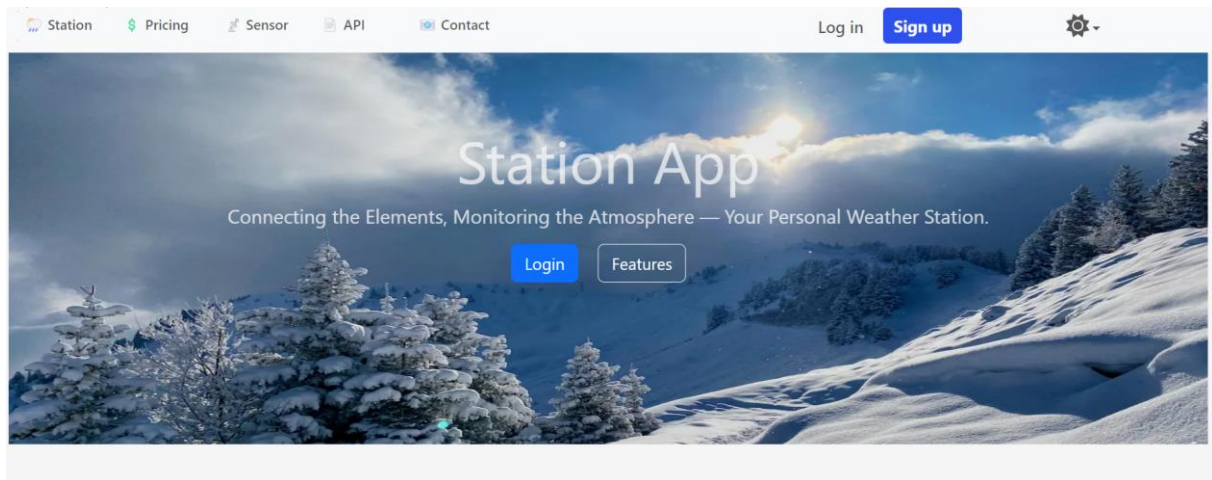 Station $ Pricing Sensor API Contact Log in Sign up
Station App
Connecting the Elements, Monitoring the Atmosphere — Your Personal Weather Station.
Login Features